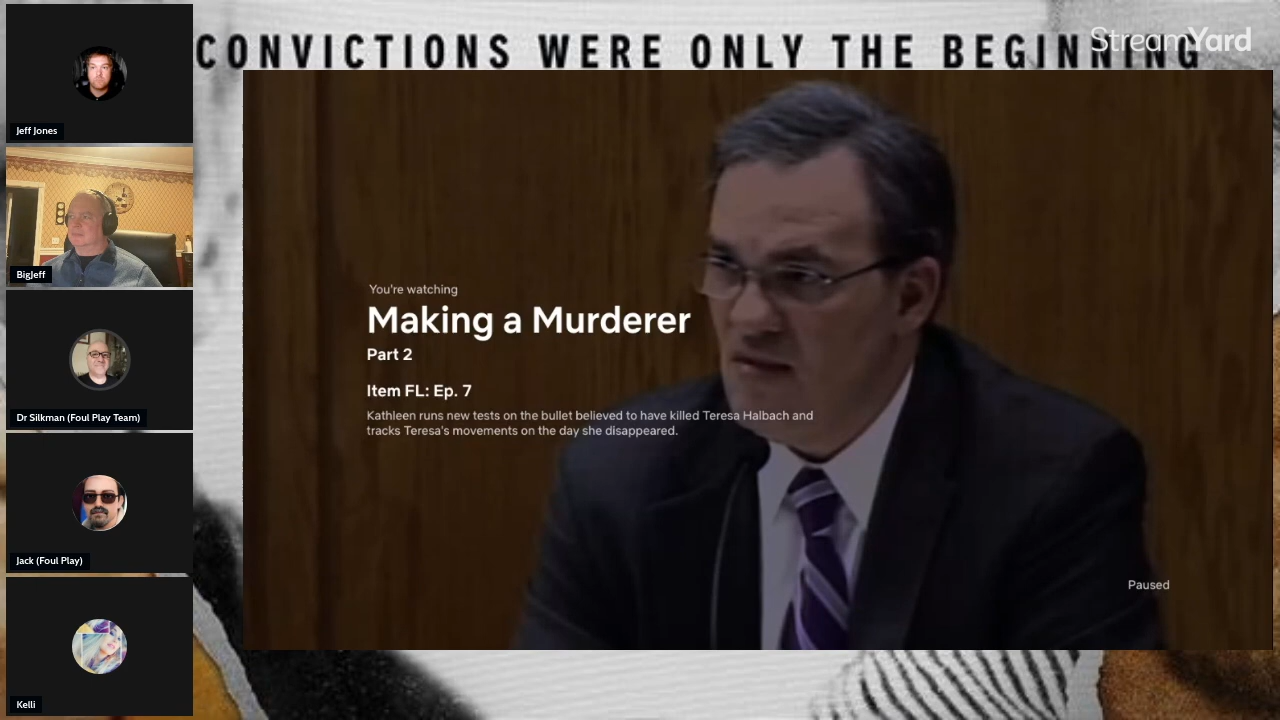 CONVICTIONS WERE ONLY THE BEGINNING
StreamYard
Jeff Jones
BigJeff
Dr Silkman (Foul Play Team)
Jack (Foul Play)
Kelli
You're watching
Making a Murderer
Part 2
Item FL: Ep. 7
Kathleen runs new tests on the bullet believed to have killed Teresa Halbach and
tracks Teresa's movements on the day she disappeared.
Paused